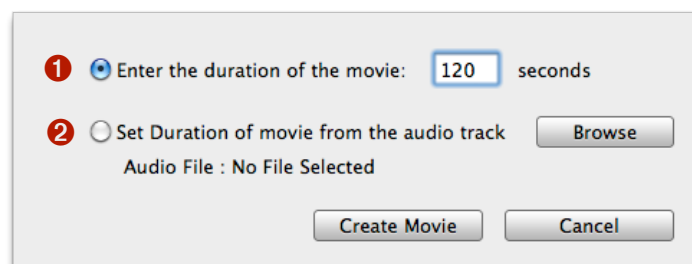 1 Enter the duration of the movie: 120 seconds
2 Set Duration of movie from the audio track Browse
Audio File : No File Selected
Create Movie Cancel